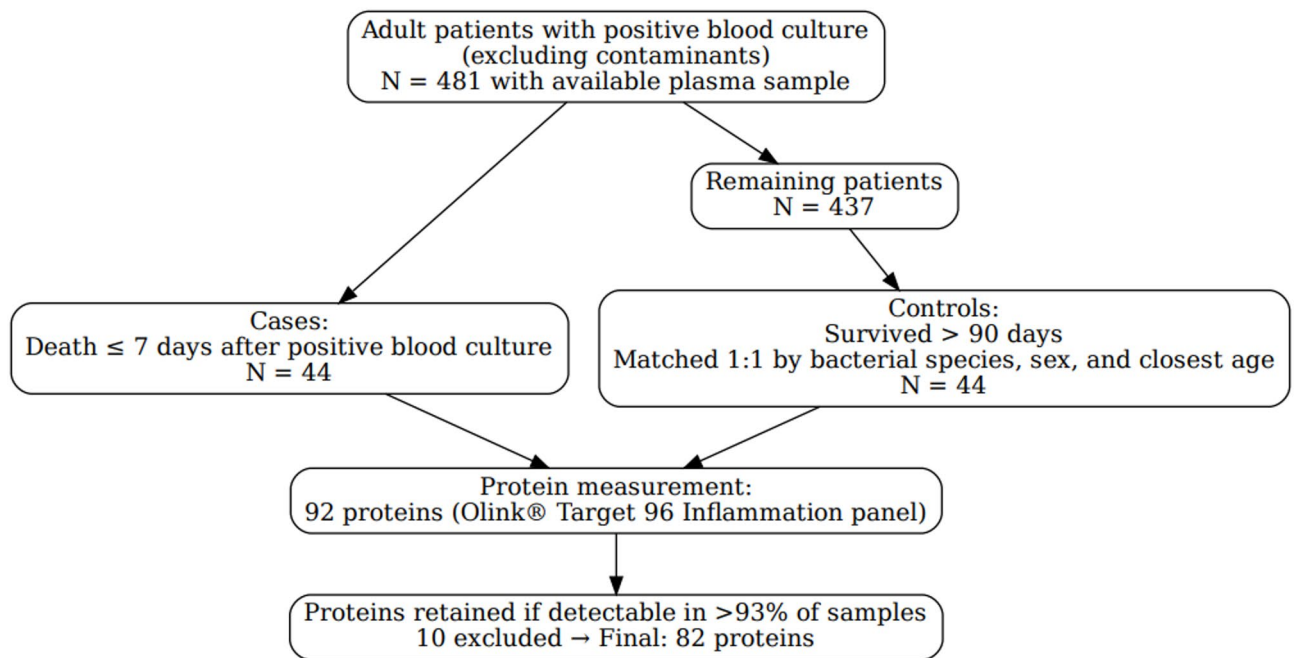 Adult patients with positive blood culture
(excluding contaminants)
N = 481 with available plasma sample
Remaining patients
N = 437
Cases:
Death ≤ 7 days after positive blood culture
N = 44
Controls:
Survived > 90 days
Matched 1:1 by bacterial species, sex, and closest age
N = 44
Protein measurement:
92 proteins (Olink® Target 96 Inflammation panel)
Proteins retained if detectable in >93% of samples
10 excluded → Final: 82 proteins